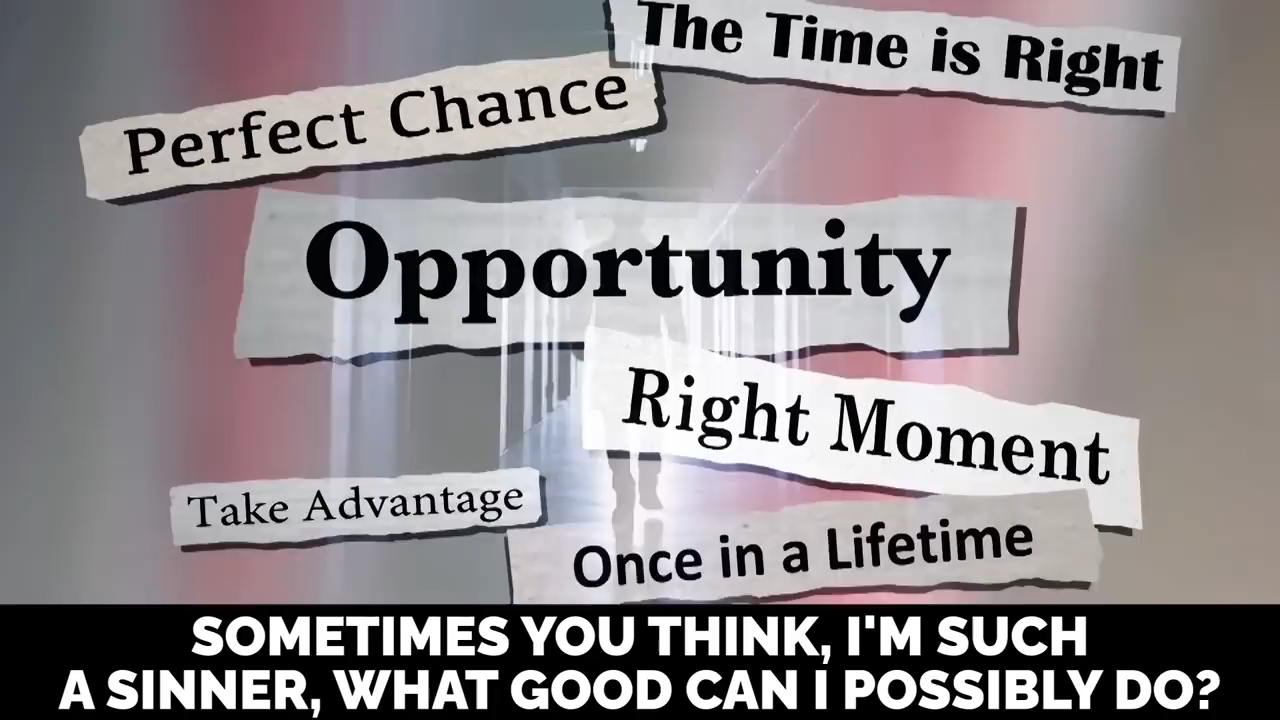 The Time is Right
Perfect Chance
Opportunity
Right Moment
Take Advantage
Once in a Lifetime
SOMETIMES YOU THINK, I'M SUCH
A SINNER, WHAT GOOD CAN I POSSIBLY DO?